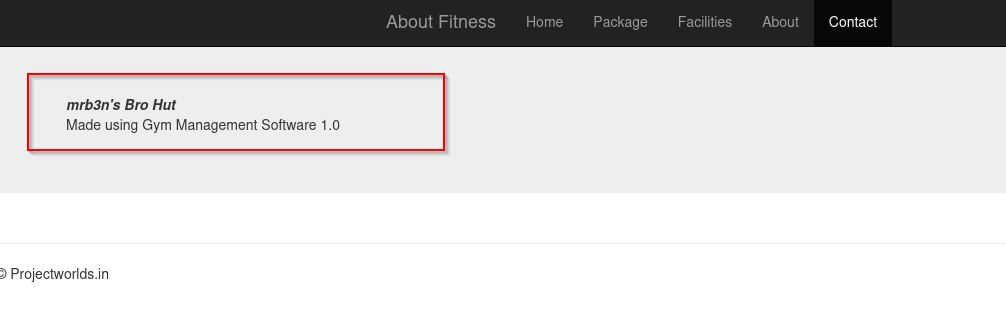 About Fitness Home Package Facilities About Contact
mrb3n's Bro Hut
Made using Gym Management Software 1.0
© Projectworlds.in